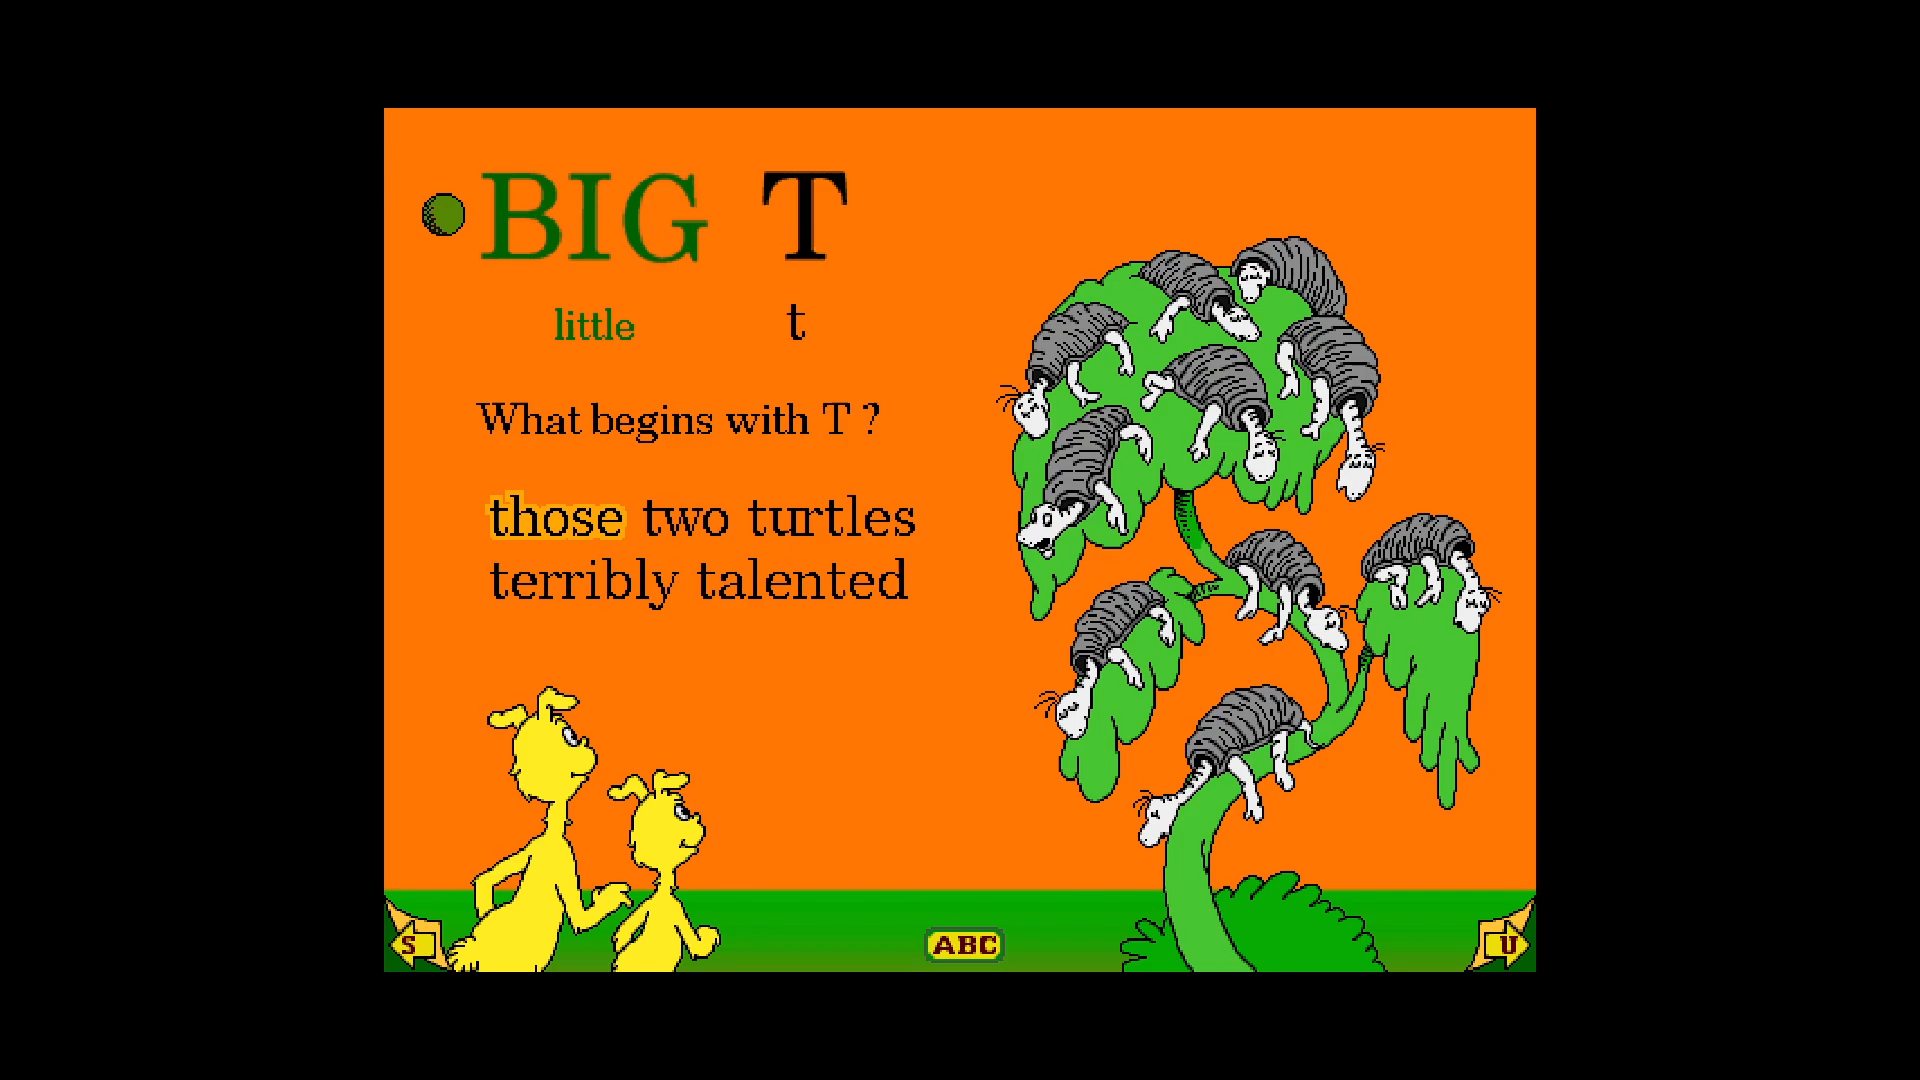 BIG T
little t
What begins with T ?
those two turtles
terribly talented
S ABC U